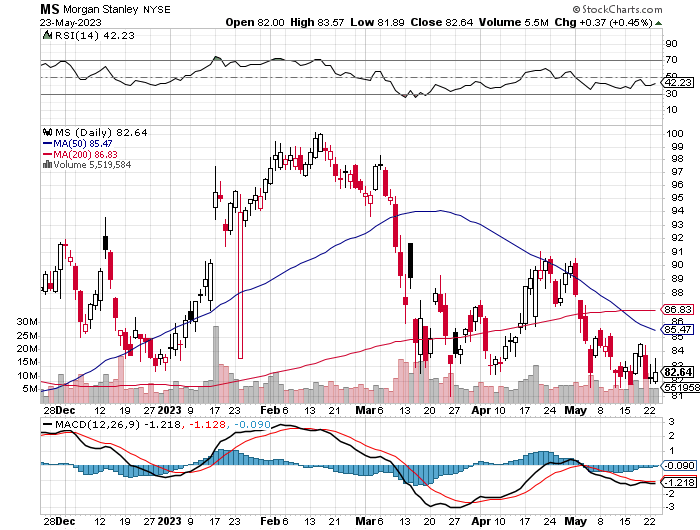 MS Morgan Stanley NYSE © StockCharts.com
23-May-2023 Open 82.00 High 83.57 Low 81.89 Close 82.64 Volume 5.5M Chg +0.37 (+0.45%)
RSI(14) 42.23
90
70
50
42.23
30
10
MS (Daily) 82.64
MA(50) 85.47
MA(200) 86.83
Volume 5,519,584
100
99
98
97
96
95
94
93
92
91
90
89
88
86.83
86
85.47
84
83
82.64
82
5519584
81
30M
25M
20M
15M
10M
5M
28 Dec 12 19 27 2023 9 17 23 Feb 6 13 21 Mar 6 13 20 27 Apr 10 17 24 May 8 15 22
MACD(12,26,9) -1.218, -1.128, -0.090
3
2
1
-0.090
-1.218
-2
-3
28 Dec 12 19 27 2023 9 17 23 Feb 6 13 21 Mar 6 13 20 27 Apr 10 17 24 May 8 15 22